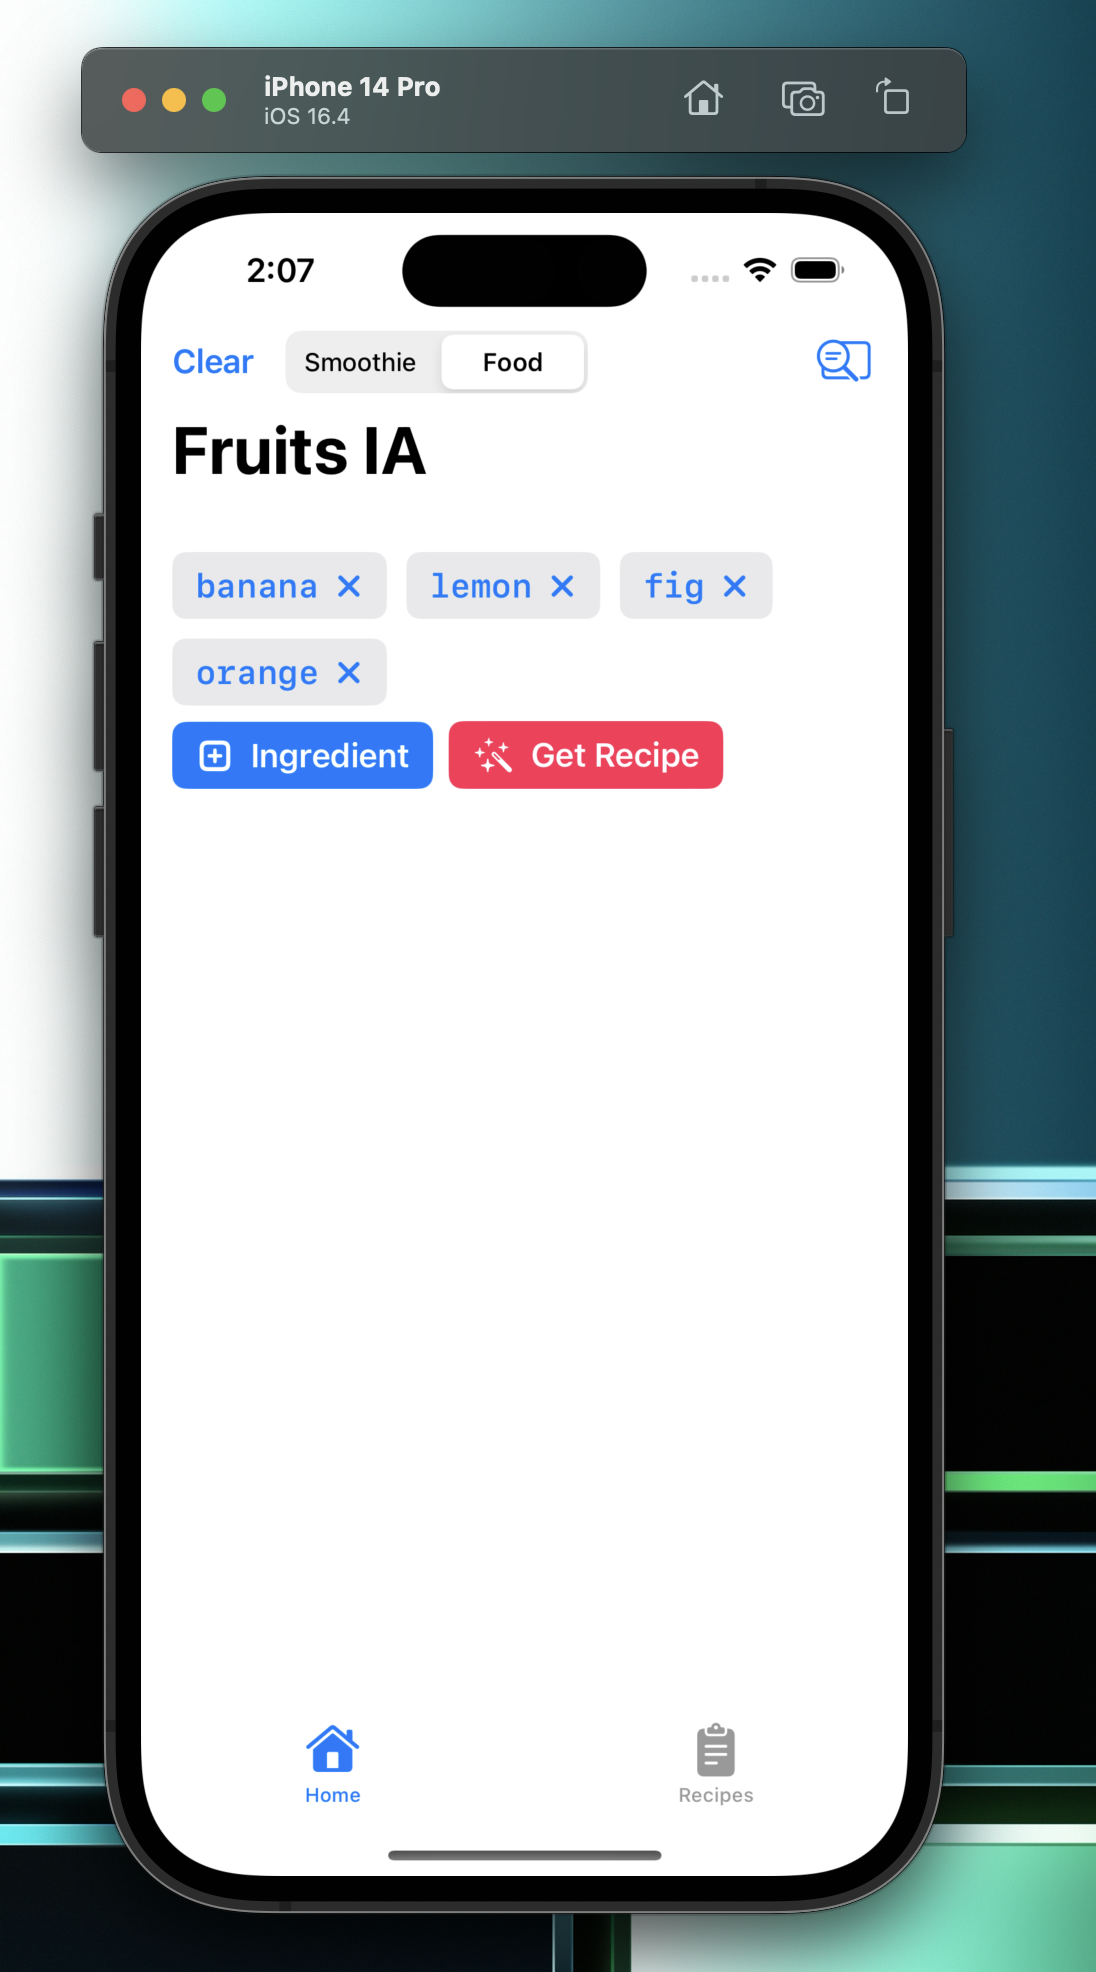 iPhone 14 Pro
iOS 16.4
2:07
Clear Smoothie Food
Fruits IA
banana × lemon × fig ×
orange ×
Ingredient Get Recipe
Home Recipes